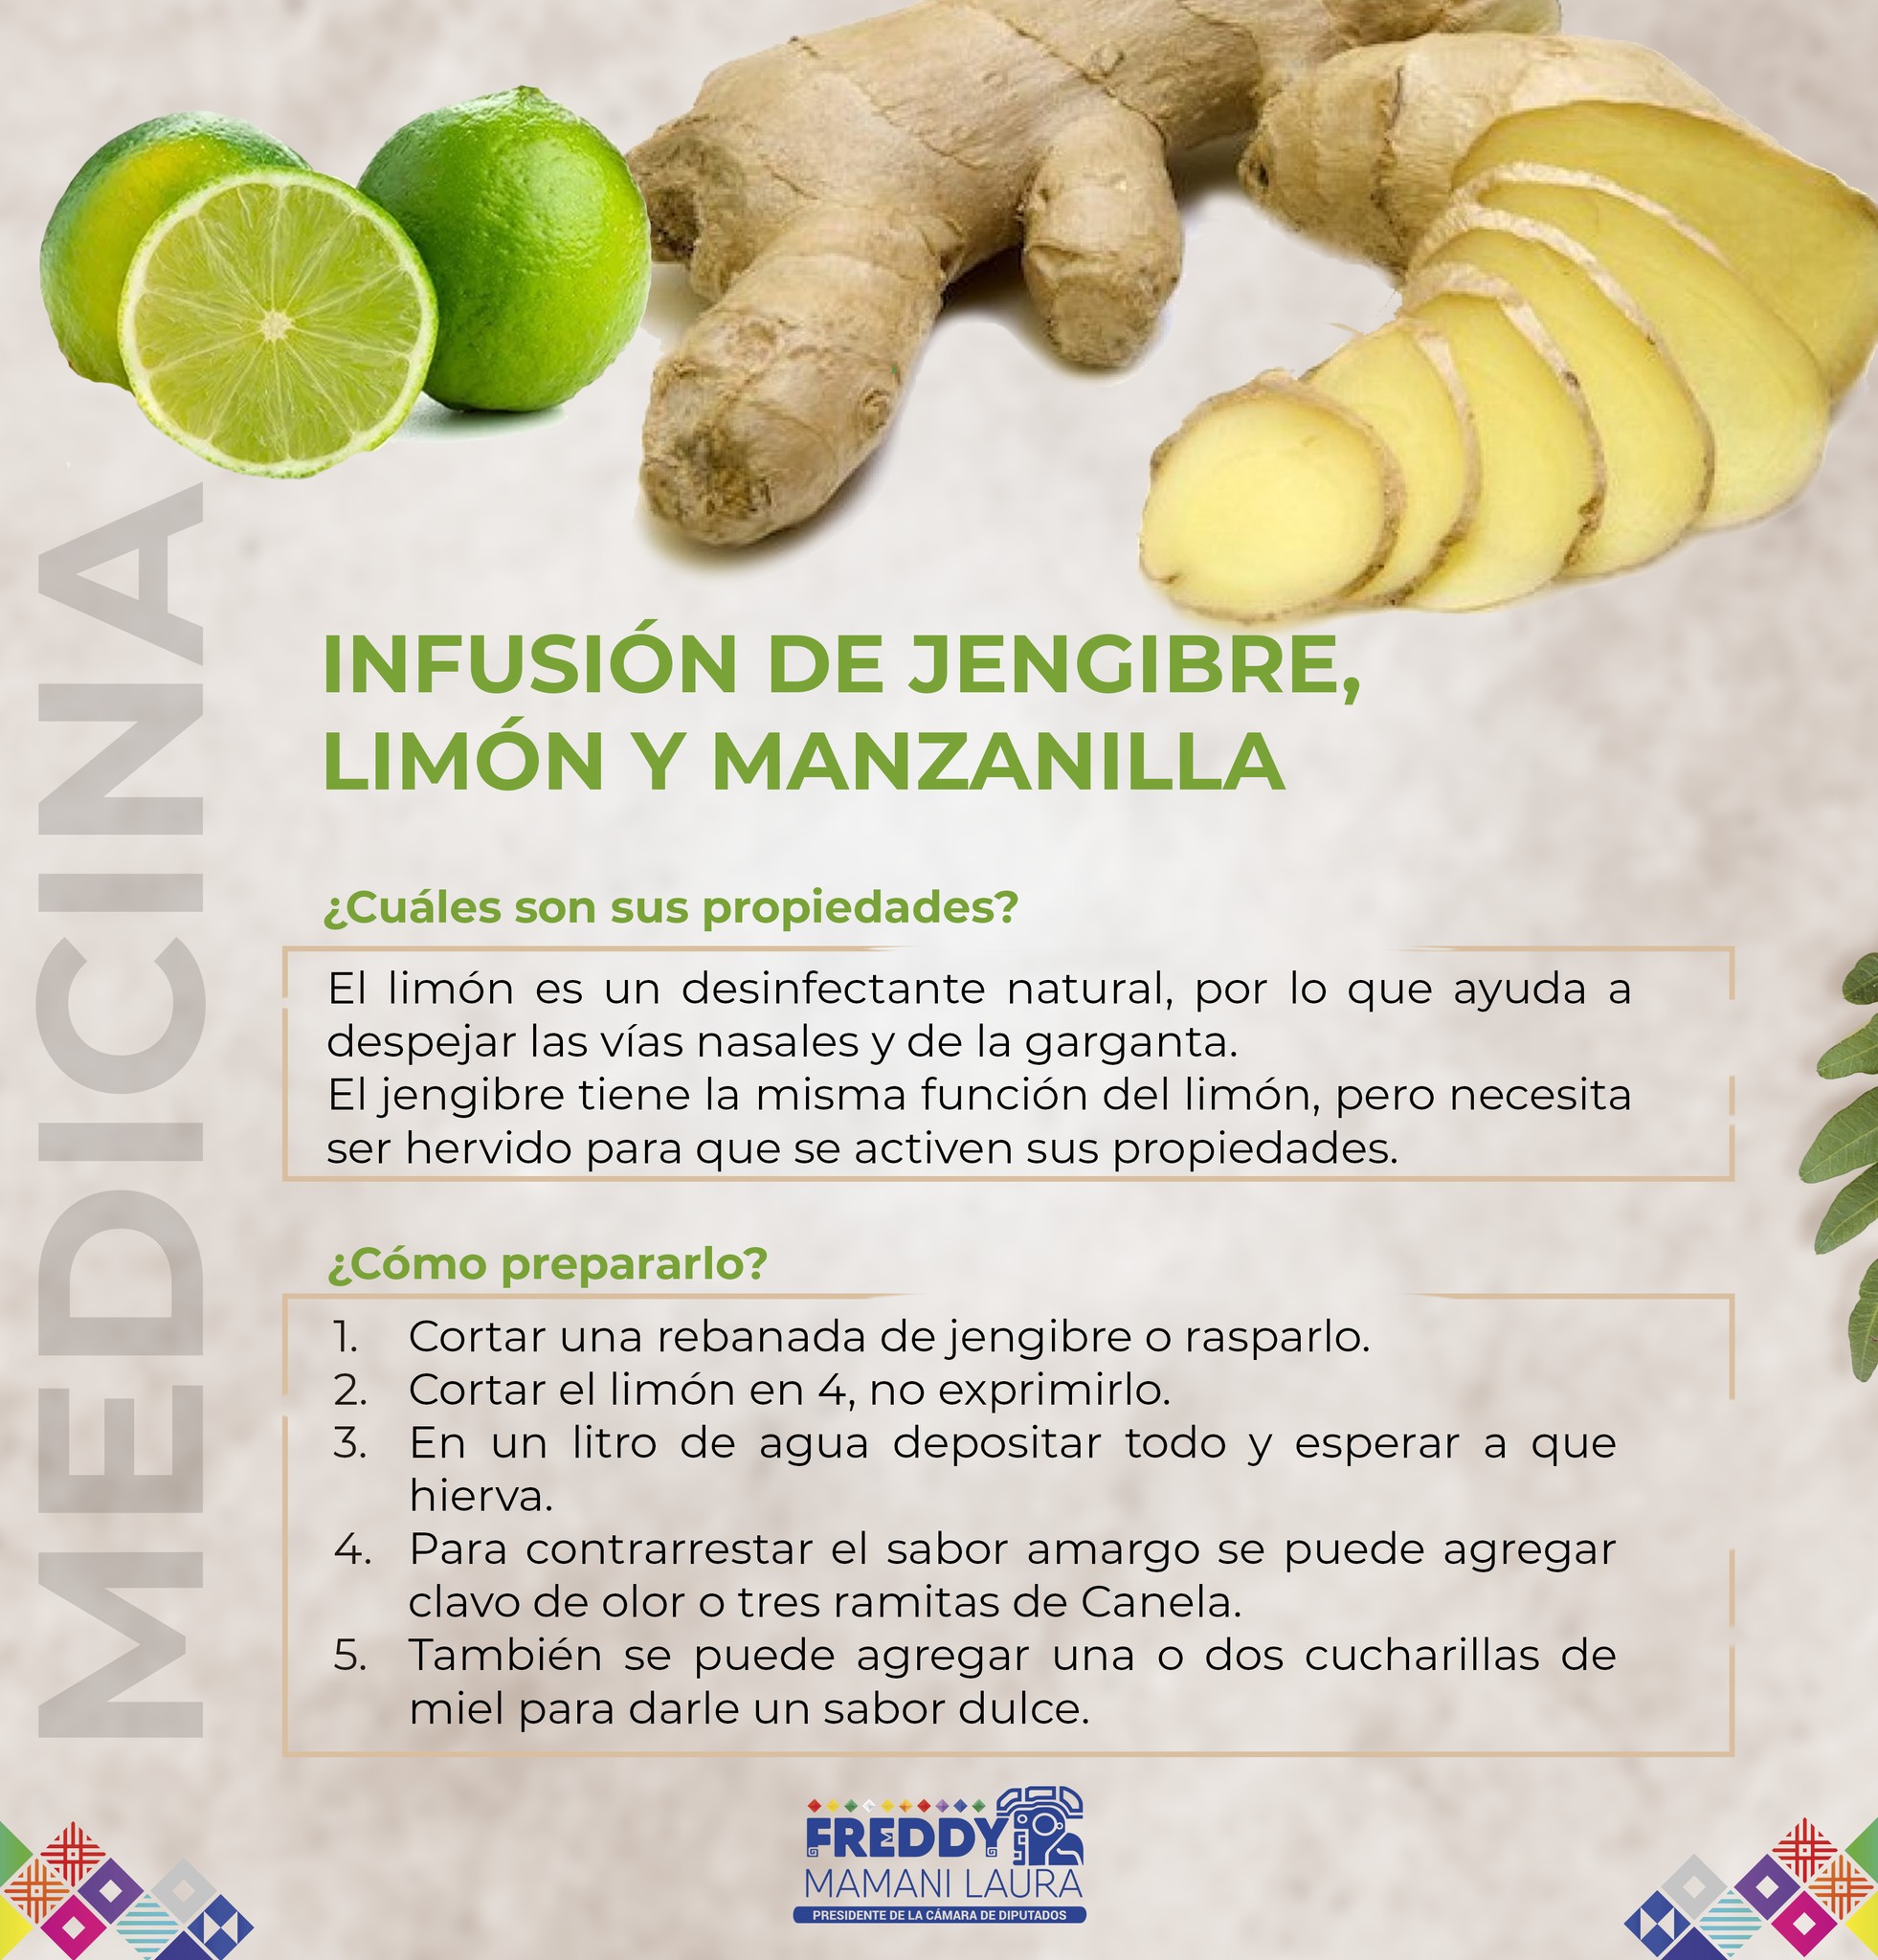 MEDICINA
INFUSIÓN DE JENGIBRE,
LIMÓN Y MANZANILLA
¿Cuáles son sus propiedades?
El limón es un desinfectante natural, por lo que ayuda a
despejar las vías nasales y de la garganta.
El jengibre tiene la misma función del limón, pero necesita
ser hervido para que se activen sus propiedades.
¿Cómo prepararlo?
1. Cortar una rebanada de jengibre o rasparlo.
2. Cortar el limón en 4, no exprimirlo.
3. En un litro de agua depositar todo y esperar a que
hierva.
4. Para contrarrestar el sabor amargo se puede agregar
clavo de olor o tres ramitas de Canela.
5. También se puede agregar una o dos cucharillas de
miel para darle un sabor dulce.
FREDDY
MAMANI LAURA
PRESIDENTE DE LA CÁMARA DE DIPUTADOS